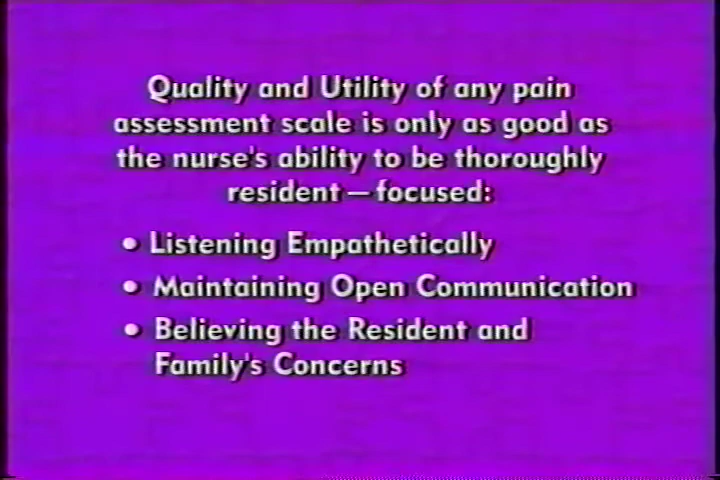 Quality and Utility of any pain
assessment scale is only as good as
the nurse's ability to be thoroughly
resident—focused:
• Listening Empathetically
• Maintaining Open Communication
• Believing the Resident and
Family's Concerns